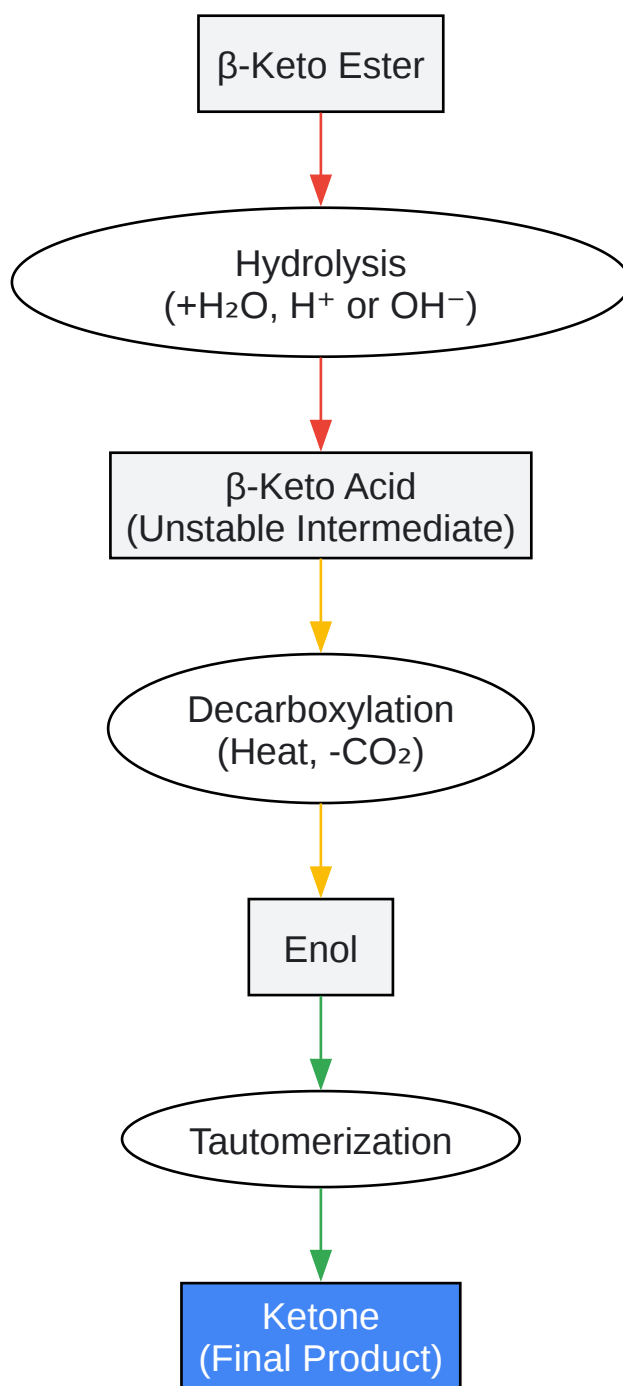 β-Keto Ester
Hydrolysis
(+H₂O, H⁺ or OH⁻)
β-Keto Acid
(Unstable Intermediate)
Decarboxylation
(Heat, -CO₂)
Enol
Tautomerization
Ketone
(Final Product)